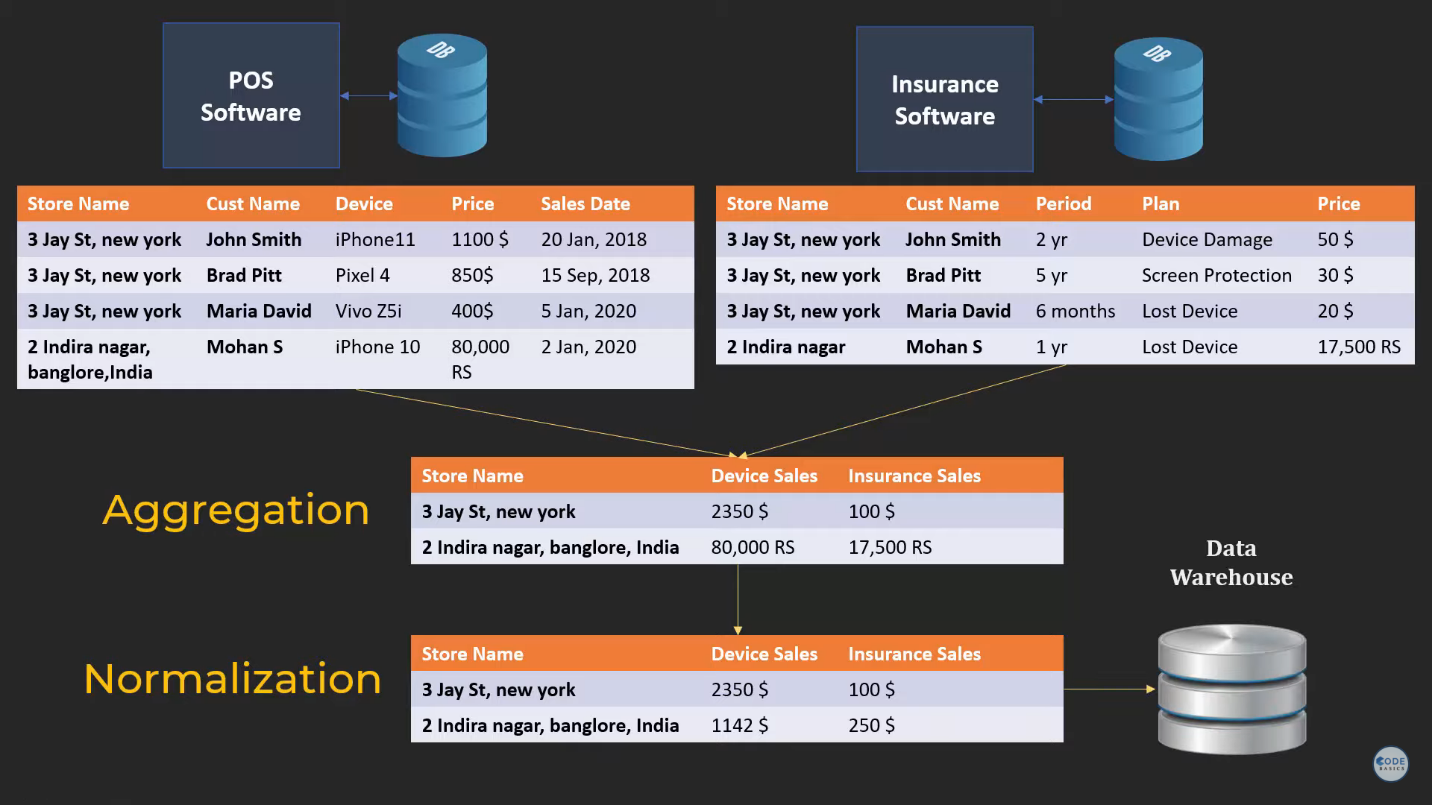 POS
Software
DB
Insurance
Software
DB
Store Name Cust Name Device Price Sales Date
3 Jay St, new york John Smith iPhone11 1100 $ 20 Jan, 2018
3 Jay St, new york Brad Pitt Pixel 4 850$ 15 Sep, 2018
3 Jay St, new york Maria David Vivo Z5i 400$ 5 Jan, 2020
2 Indira nagar, Mohan S iPhone 10 80,000 2 Jan, 2020
banglore,India RS
Store Name Cust Name Period Plan Price
3 Jay St, new york John Smith 2 yr Device Damage 50 $
3 Jay St, new york Brad Pitt 5 yr Screen Protection 30 $
3 Jay St, new york Maria David 6 months Lost Device 20 $
2 Indira nagar Mohan S 1 yr Lost Device 17,500 RS
Aggregation
Store Name Device Sales Insurance Sales
3 Jay St, new york 2350 $ 100 $
2 Indira nagar, banglore, India 80,000 RS 17,500 RS
Data
Warehouse
Normalization
Store Name Device Sales Insurance Sales
3 Jay St, new york 2350 $ 100 $
2 Indira nagar, banglore, India 1142 $ 250 $
CODE
BASICS